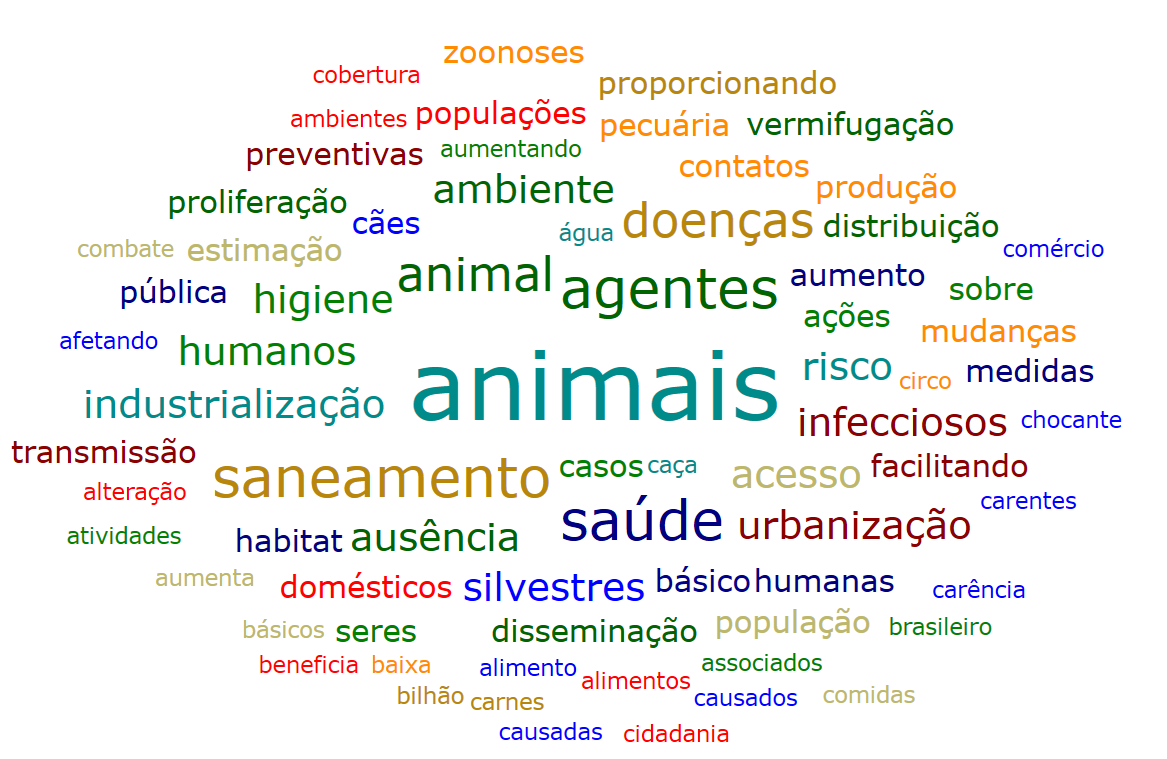 zoonoses
cobertura
proporcionando
ambientes populações pecuária vermifugação
preventivas aumentando
contatos
proliferação ambiente produção
cães água doenças distribuição
combate estimação comércio
pública higiene animal agentes aumento sobre
ações
afetando humanos mudanças
industrialização animais risco circo medidas
infecciosos chocante
transmissão casos caça acesso facilitando
alteração saneamento carentes
atividades habitat ausência saúde urbanização
aumenta domésticos silvestres básico humanas carência
básicos seres disseminação população brasileiro
beneficia baixa alimento associados
alimentos
bilhão carnes causados comidas
causadas cidadania